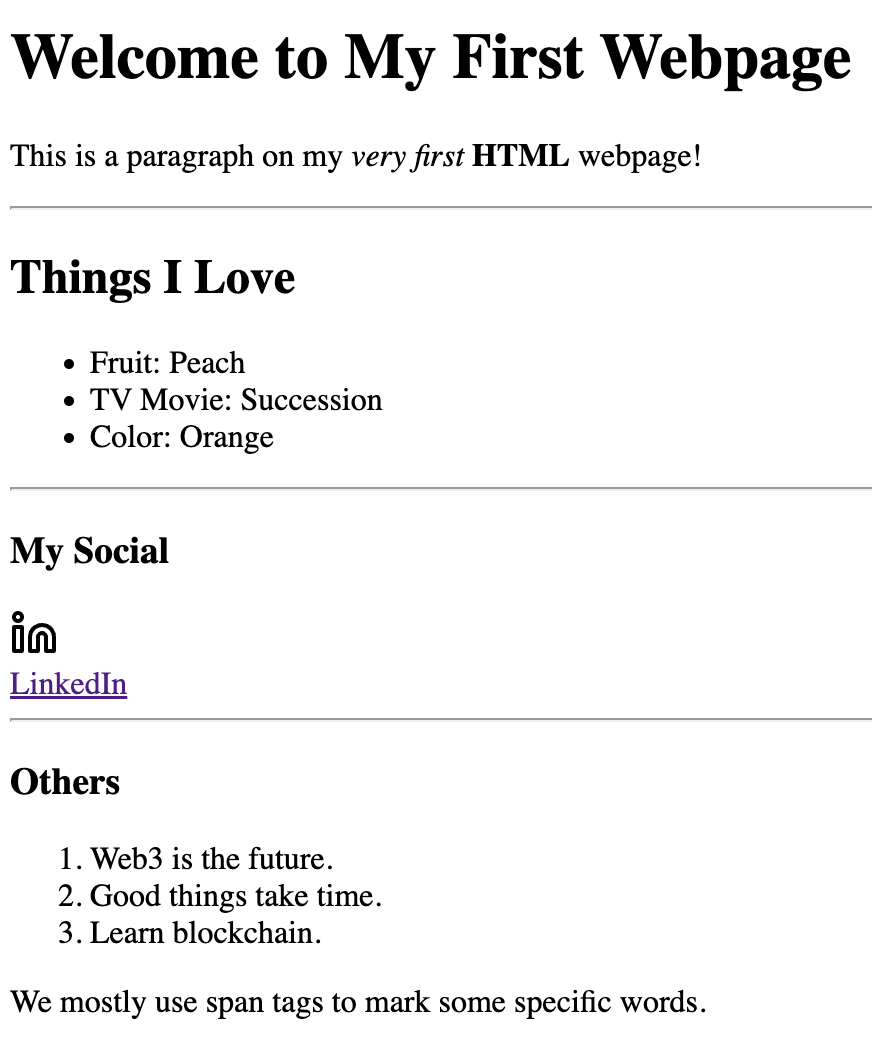 Welcome to My First Webpage
This is a paragraph on my very first HTML webpage!
Things I Love
• Fruit: Peach
• TV Movie: Succession
• Color: Orange
My Social
in
LinkedIn
Others
1. Web3 is the future.
2. Good things take time.
3. Learn blockchain.
We mostly use span tags to mark some specific words.